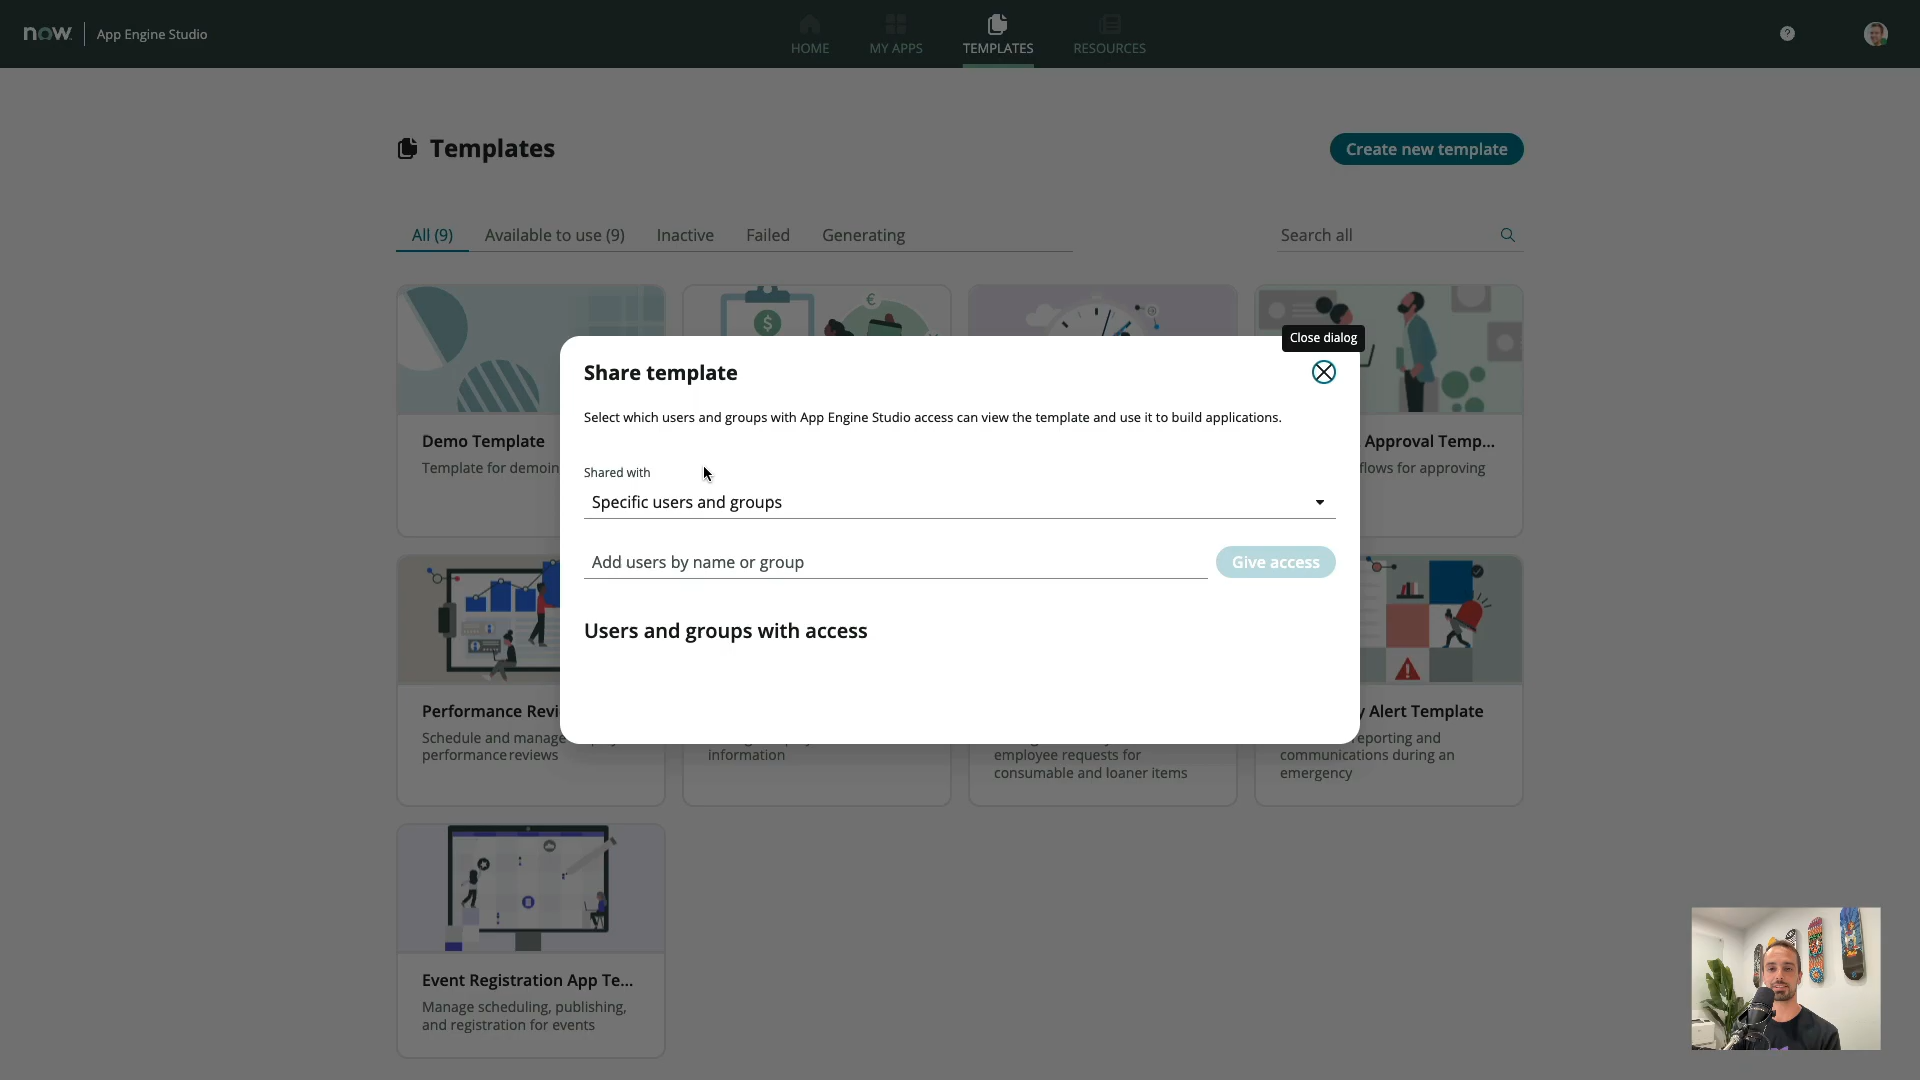 now.
App Engine Studio
HOME
MY APPS
TEMPLATES
RESOURCES
?
Templates
Create new template
All (9)
Available to use (9)
Inactive
Failed
Generating
Search all
Close dialog
Share template
Select which users and groups with App Engine Studio access can view the template and use it to build applications.
Shared with
Specific users and groups
Add users by name or group
Give access
Users and groups with access
Demo Template
Template for demoin
Approval Temp...
flows for approving
Performance Revi
Schedule and manage
performance reviews
information
employee requests for
consumable and loaner items
y Alert Template
eporting and
communications during an
emergency
Event Registration App Te...
Manage scheduling, publishing,
and registration for events